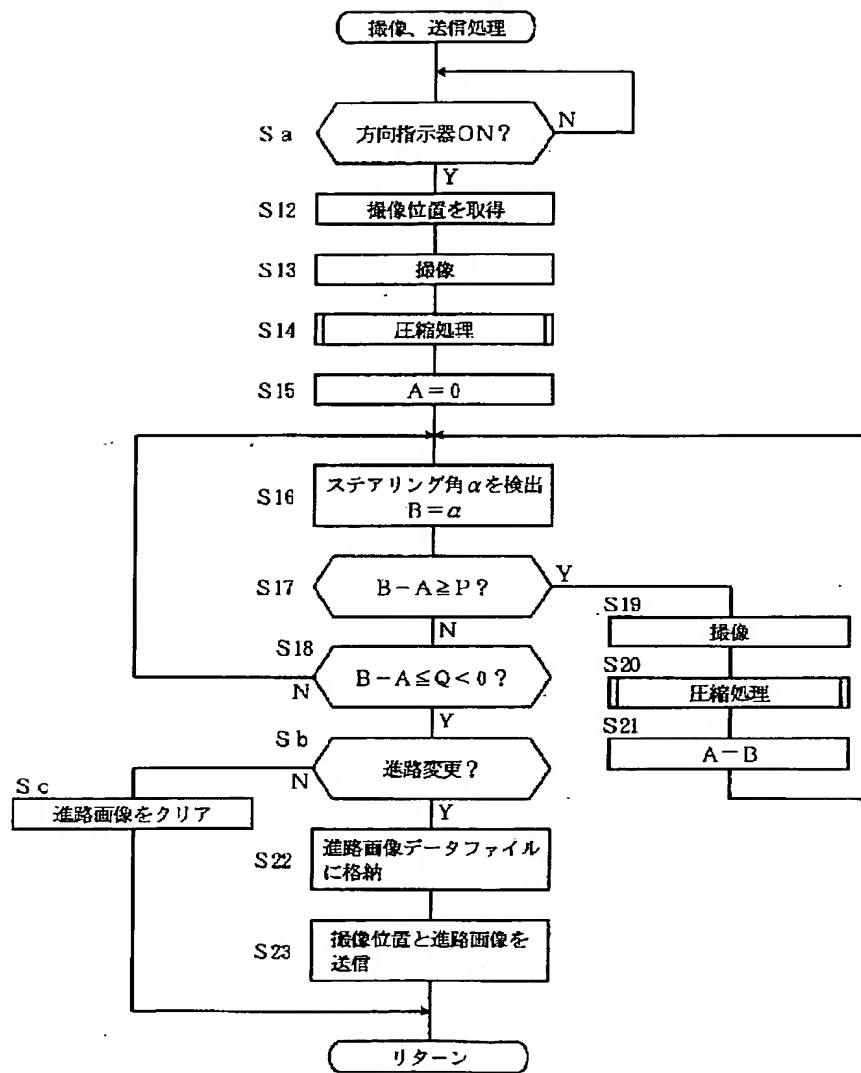 撮像、送信処理
Sa
方向指示器ON?
N
Y
S12
撮像位置を取得
S13
撮像
S14
圧縮処理
S15
A=0
S16
ステアリング角αを検出
B=α
S17
B-A≧P?
Y
N
S18
B-A≦Q<0?
N
Y
S19
撮像
S20
圧縮処理
S21
A-B
Sb
進路変更?
N
Y
Sc
進路画像をクリア
S22
進路画像データファイル
に格納
S23
撮像位置と進路画像を
送信
リターン